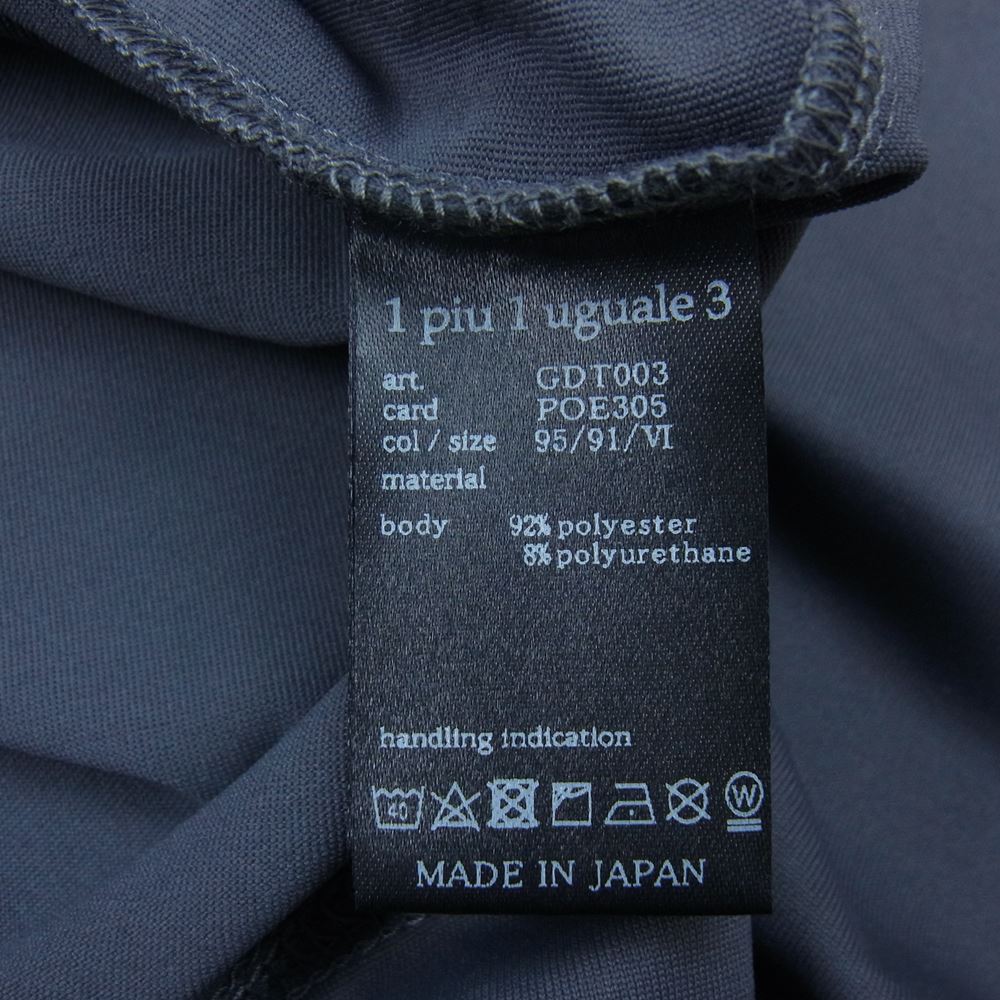 1 piu 1 uguale 3
art. GDT003
card POE305
col / size 95/91/VI
material
body 92% polyester
8% polyurethane
handling indication
40
W
MADE IN JAPAN